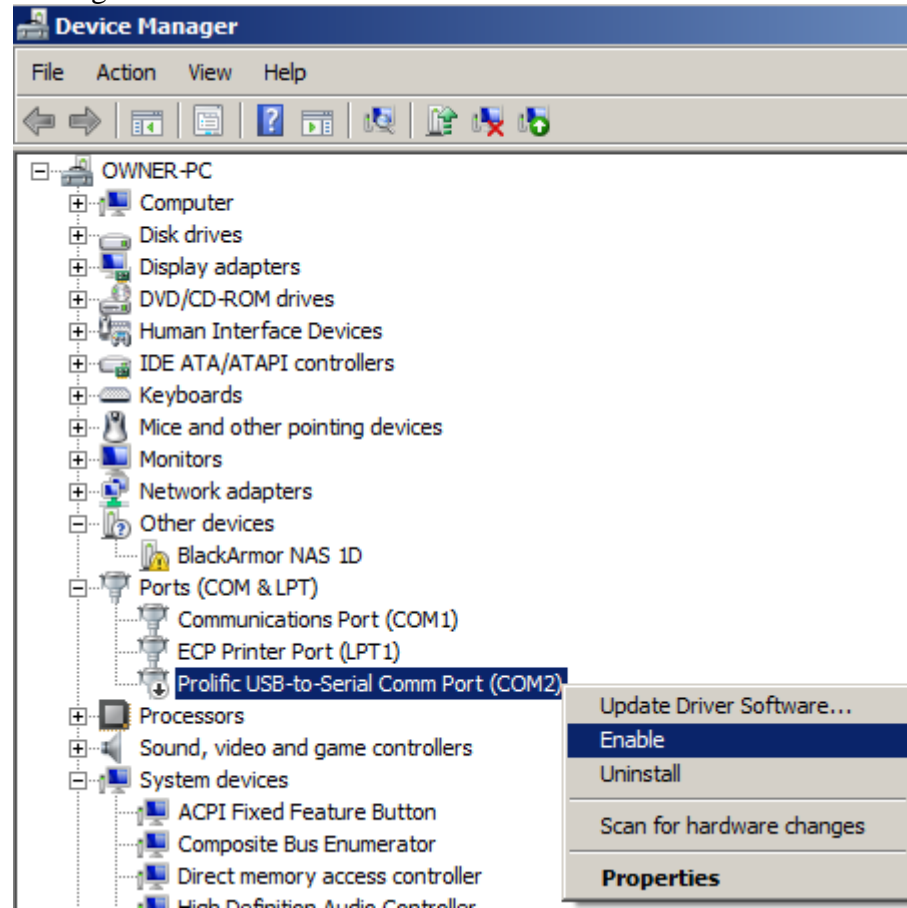 Device Manager
File Action View Help
OWNER-PC
Computer
Disk drives
Display adapters
DVD/CD-ROM drives
Human Interface Devices
IDE ATA/ATAPI controllers
Keyboards
Mice and other pointing devices
Monitors
Network adapters
Other devices
BlackArmor NAS 1D
Ports (COM & LPT)
Communications Port (COM1)
ECP Printer Port (LPT1)
Prolific USB-to-Serial Comm Port (COM2)
Processors
Sound, video and game controllers
System devices
ACPI Fixed Feature Button
Composite Bus Enumerator
Direct memory access controller
High Definition Audio Controller
Update Driver Software...
Enable
Uninstall
Scan for hardware changes
Properties